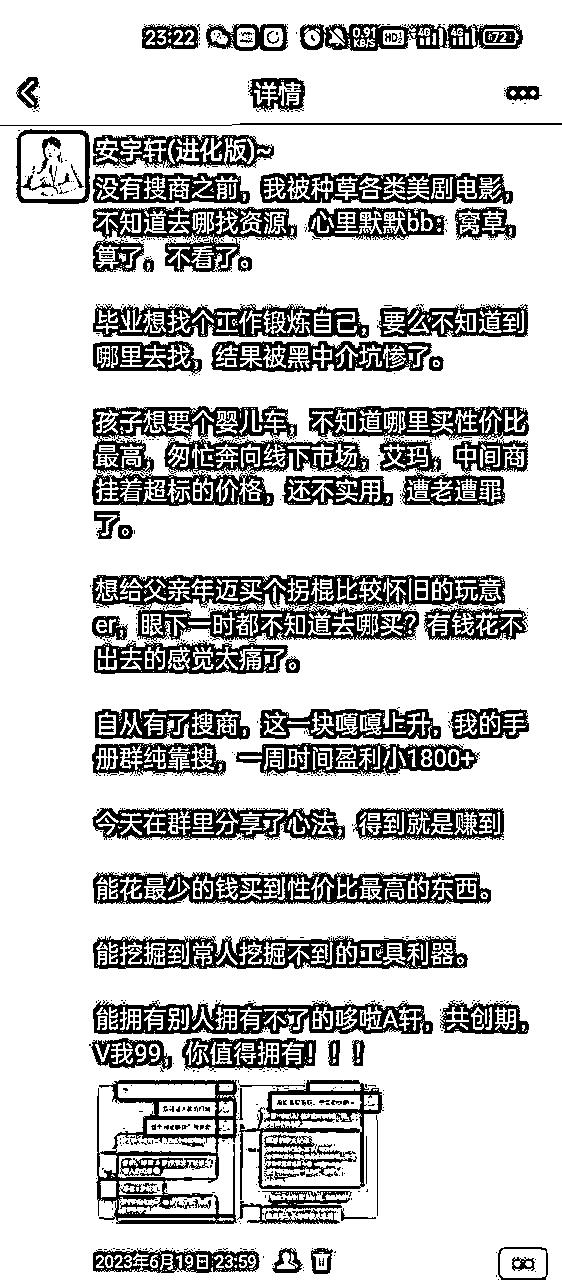 23:22 0.91 KB/S HD 4G 4G 72
详情
安宇轩(进化版)~
没有搜商之前，我被种草各类美剧电影，
不知道去哪找资源，心里默默bb：窝草，
算了，不看了。
毕业想找个工作锻炼自己，要么不知道到
哪里去找，结果被黑中介坑惨了。
孩子想要个婴儿车，不知道哪里买性价比
最高，匆忙奔向线下市场，艾玛，中间商
挂着超标的价格，还不实用，遭老遭罪
了。
想给父亲年迈买个拐棍比较怀旧的玩意
er，眼下一时都不知道去哪买？有钱花不
出去的感觉太痛了。
自从有了搜商，这一块嘎嘎上升，我的手
册群纯靠搜，一周时间盈利小1800+
今天在群里分享了心法，得到就是赚到
能花最少的钱买到性价比最高的东西。
能挖掘到常人挖掘不到的工具利器。
能拥有别人拥有不了的哆啦A轩，共创期，
V我99，你值得拥有！！！
2023年6月19日 23:59